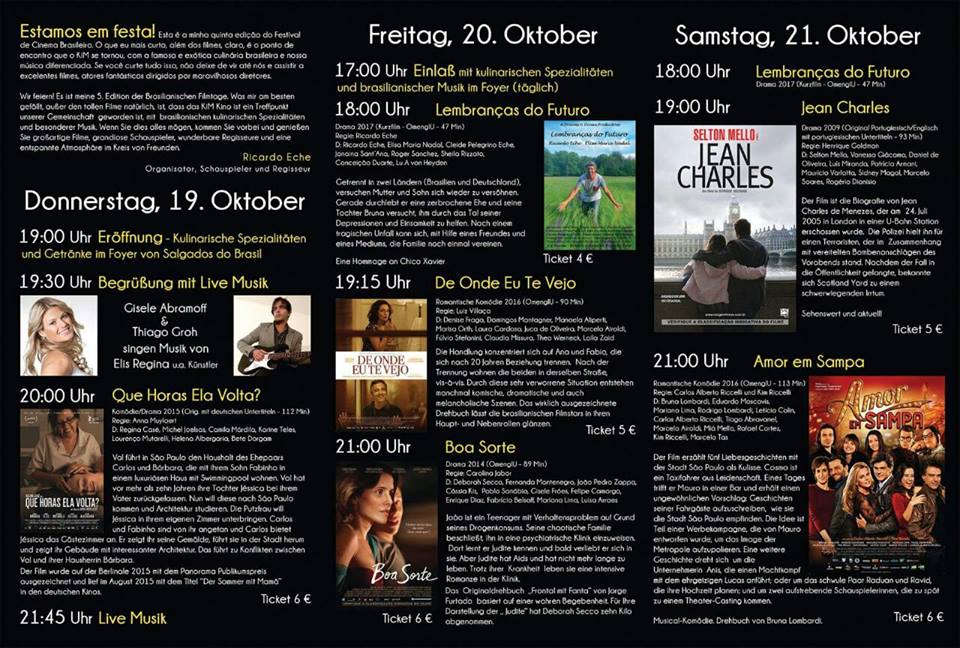 Estamos em festa! Esta é a minha quinta edição do Festival
de Cinema Brasileiro. O que eu mais curto, além dos filmes, claro, é o ponto de
encontro que o KiM se tornou, com a famosa e exótica culinária brasileira e nossa
música diferenciada. Se você curte tudo isso, não deixe de vir até nós e assitir a
excelentes filmes, atores fantásticos dirigidos por maravilhosos diretores.
Wir feiern! Es ist meine 5. Edition der Brasilianischen Filmtage. Was mir am besten
gefällt, außer den tollen Filme natürlich, ist, dass das KiM Kino ist ein Treffpunkt
unserer Gemeinschaft geworden ist, mit brasilianischen kulinarischen Spezialitäten
und besonderer Musik. Wenn Sie dies alles mögen, kommen Sie vorbei und genießen
Sie großartige Filme, grandiose Schauspieler, wunderbare Regisseure und eine
entspannte Atmosphäre im Kreis von Freunden.
Ricardo Eche
Organisator, Schauspieler und Regisseur
Donnerstag, 19. Oktober
19:00 Uhr Eröffnung - Kulinarische Spezialitäten
und Getränke im Foyer von Salgados do Brasil
19:30 Uhr Begrüßung mit Live Musik
Gisele Abramoff
&
Thiago Groh
singen Musik von
Elis Regina u.a. Künstler
20:00 Uhr Que Horas Ela Volta?
Komödie/Drama 2015 (Orig. mit deutschen Untertiteln - 112 Min)
Regie: Anna Muylaert
D: Regina Casé, Michel Joelsas, Camila Márdila, Karine Teles,
Lourenço Mutarelli, Helena Albergaria, Bete Dorgam
QUE HORAS ELA VOLTA?
Val führt in São Paulo den Haushalt des Ehepaars
Carlos und Bárbara, die mit ihrem Sohn Fabinho in
einem luxuriösen Haus mit Swimmingpool wohnen. Val hat
vor mehr als zehn Jahren ihre Tochter Jéssica bei ihrem
Vater zurückgelassen. Nun will diese nach São Paulo
kommen und Architektur studieren. Die Putzfrau will
Jéssica in ihrem eigenen Zimmer unterbringen. Carlos
und Fabinho sind von ihr angetan und Carlos bietet
Jéssica das Gästezimmer an. Er zeigt ihr seine Gemälde, führt sie in der Stadt herum
und zeigt ihr Gebäude mit interessanter Architektur. Das führt zu Konflikten zwischen
Val und ihrer Hausherrin Bárbara.
Der Film wurde auf der Berlinale 2015 mit dem Panorama Publikumspreis
ausgezeichnet und lief im August 2015 mit dem Titel "Der Sommer mit Mamã"
in den deutschen Kinos.
Ticket 6 €
21:45 Uhr Live Musik
Freitag, 20. Oktober
17:00 Uhr Einlaß mit kulinarischen Spezialitäten
und brasilianischer Musik im Foyer (täglich)
18:00 Uhr Lembranças do Futuro
Drama 2017 (Kurzfilm - OmengIU - 47 Min)
Regie: Ricardo Eche
D: Ricardo Eche, Elisa Maria Nadal, Cleide Pelegrino Eche,
Janaina Sant'Ana, Roger Sanches, Sheila Rizzato,
Conceição Duarte, Lu A von Heyden
Lembranças do Futuro
Ricardo Eche Elisa Maria Nadal
Getrennt in zwei Ländern (Brasilien und Deutschland),
versuchen Mutter und Sohn sich wieder zu versöhnen.
Gerade durchlebt er eine zerbrochene Ehe und seine
Tochter Bruna versucht, ihm durch das Tal seiner
Depressionen und Einsamkeit zu helfen. Nach einem
tragischen Unfall kann sich, mit Hilfe eines Freundes und
eines Mediums, die Familie noch einmal vereinen.
Eine Hommage an Chico Xavier
Ticket 4 €
19:15 Uhr De Onde Eu Te Vejo
Romantische Komödie 2016 (OmengIU - 90 Min)
Regie: Luiz Villaça
D: Denise Fraga, Domingos Montagner, Manoela Aliperti,
Marisa Orth, Laura Cardoso, Juca de Oliveira, Marcelo Airoldi,
Fúlvio Stefanini, Claudia Missura, Theo Werneck, Laila Zaid
DE ONDE
EU TE VEJO
Die Handlung konzentriert sich auf Ana und Fabio, die
sich nach 20 Jahren Beziehung trennen. Nach der
Trennung wohnen die beiden in derselben Straße,
vis-à-vis. Durch diese sehr verworrene Situation entstehen
manchmal komische, dramatische und auch
melancholische Szenen. Das wirklich ausgezeichnete
Drehbuch lässt die brasilianischen Filmstars in ihren
Haupt- und Nebenrollen glänzen.
Ticket 5 €
21:00 Uhr Boa Sorte
Drama 2014 (OmengIU - 89 Min)
Regie: Carolina Jabor
D: Deborah Secco, Fernanda Montenegro, João Pedro Zappa,
Cássia Kis, Pablo Sanábio, Gisele Fróes, Felipe Camargo,
Enrique Diaz, Fabricio Belsoff, Mariana Lima, Luisa Arraes
Boa Sorte
João ist ein Teenager mit Verhaltensproblem auf Grund
seines Drogenkonsums. Seine chaotische Familie
beschließt, ihn in eine psychiatrische Klinik einzuweisen.
Dort lernt er Judite kennen und bald verliebt er sich in
sie. Aber Judite hat Aids und hat nicht mehr lange zu
leben. Trotz ihrer Krankheit leben sie eine intensive
Romanze in der Klinik.
Das Originaldrehbuch „Frontal mit Fanta" von Jorge
Furtado basiert auf einer wahren Begebenheit. Für ihre
Darstellung der „ Judite" hat Deborah Secco zehn Kilo
abgenommen.
Ticket 6 €
Samstag, 21. Oktober
18:00 Uhr Lembranças do Futuro
Drama 2017 (Kurzfilm - OmengIU - 47 Min)
19:00 Uhr Jean Charles
SELTON MELLO É
JEAN
CHARLES
VERIFIQUE A CLASSIFICAÇÃO INDICATIVA DO FILME
Drama 2009 (Original Portugiesisch/Englisch
mit portugiesischen Untertiteln - 93 Min)
Regie: Henrique Goldman
D: Selton Mello, Vanessa Giácomo, Daniel de
Oliveira, Luis Miranda, Patricia Armani,
Maurício Varlotta, Sidney Magal, Marcelo
Soares, Rogério Dionísio
Der Film ist die Biografie von Jean
Charles de Menezes, der am 24. Juli
2005 in London in einer U-Bahn Station
erschossen wurde. Die Polizei hielt ihn für
einen Terroristen, der in Zusammenhang
mit vereitelten Bombenanschlägen des
Vorabends stand. Nachdem der Fall in
die Öffentlichkeit gelangte, bekannte
sich Scotland Yard zu einem
schwerwiegenden Irrtum.
Sehenswert und aktuell!
Ticket 5 €
21:00 Uhr Amor em Sampa
Romantische Komödie 2016 (OmengIU - 113 Min)
Regie: Carlos Alberto Riccelli und Kim Riccelli
D: Bruna Lombardi, Eduardo Moscovis,
Mariana Lima, Rodrigo Lombardi, Letícia Colin,
Carlos Alberto Riccelli, Tiago Abravanel,
Marcelo Airoldi, Miá Mello, Rafael Cortez,
Kim Riccelli, Marcelo Tas
Amor
EM SAMPA
Der Film erzählt fünf Liebesgeschichten mit
der Stadt São Paulo als Kulisse. Cosmo ist
ein Taxifahrer aus Leidenschaft. Eines Tages
trifft er Mauro in einer Bar und erhält einen
ungewöhnlichen Vorschlag: Geschichten
seiner Fahrgäste aufzuschreiben, wie sie
die Stadt São Paulo empfinden. Die Idee ist
Teil einer Werbekampagne, die von Mauro
entworfen wurde, um das Image der
Metropole aufzupolieren. Eine weitere
Geschichte dreht sich um die
Unternehmerin Anis, die einen Machtkampf
mit dem ehrgeizigen Lucas anführt; oder um das schwule Paar Raduan und Ravid,
die ihre Hochzeit planen; und um zwei aufstrebende Schauspielerinnen, die zu spät
zu einem Theater-Casting kommen.
Musical-Komödie. Drehbuch von Bruna Lombardi.
Ticket 6 €